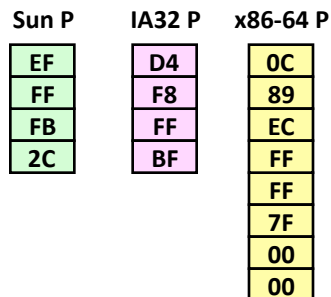 Sun P IA32 P x86-64 P
EF D4 0C
FF F8 89
FB FF EC
2C BF FF
FF
7F
00
00